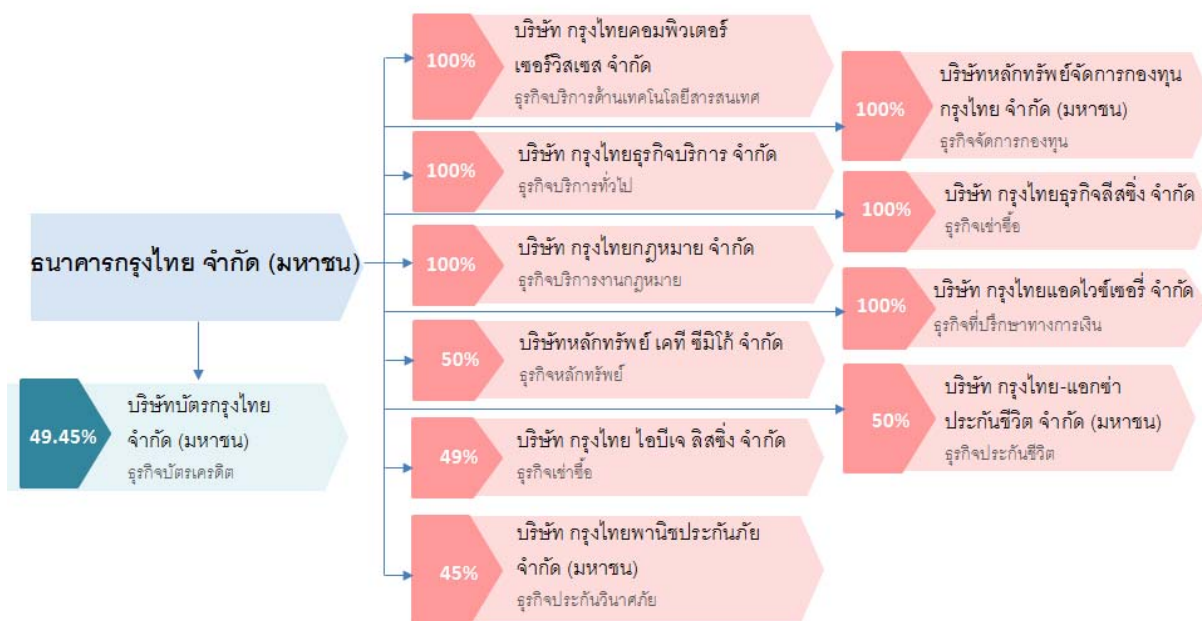 ธนาคารกรุงไทย จำกัด (มหาชน)
49.45%
บริษัทบัตรกรุงไทย
จำกัด (มหาชน)
ธุรกิจบัตรเครดิต
100%
บริษัท กรุงไทยคอมพิวเตอร์
เซอร์วิสเซส จำกัด
ธุรกิจบริการด้านเทคโนโลยีสารสนเทศ
100%
บริษัท กรุงไทยธุรกิจบริการ จำกัด
ธุรกิจบริการทั่วไป
100%
บริษัท กรุงไทยกฎหมาย จำกัด
ธุรกิจบริการงานกฎหมาย
50%
บริษัทหลักทรัพย์ เคที ซีมิโก้ จำกัด
ธุรกิจหลักทรัพย์
49%
บริษัท กรุงไทย ไอบีเจ ลิสซิ่ง จำกัด
ธุรกิจเช่าซื้อ
45%
บริษัท กรุงไทยพานิชประกันภัย
จำกัด (มหาชน)
ธุรกิจประกันวินาศภัย
100%
บริษัทหลักทรัพย์จัดการกองทุน
กรุงไทย จำกัด (มหาชน)
ธุรกิจจัดการกองทุน
100%
บริษัท กรุงไทยธุรกิจลีสซิ่ง จำกัด
ธุรกิจเช่าซื้อ
100%
บริษัท กรุงไทยแอดไวซ์เซอรี่ จำกัด
ธุรกิจที่ปรึกษาทางการเงิน
50%
บริษัท กรุงไทย-แอกซ่า
ประกันชีวิต จำกัด (มหาชน)
ธุรกิจประกันชีวิต